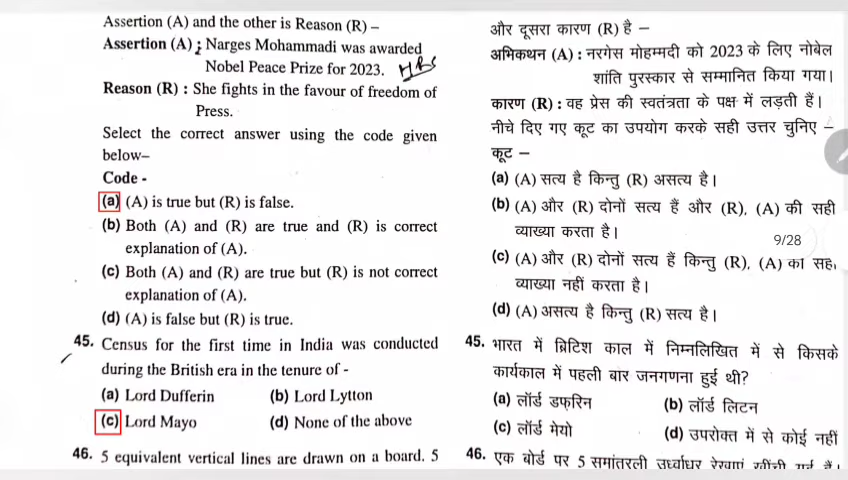 Assertion (A) and the other is Reason (R) –
Assertion (A) : Narges Mohammadi was awarded
Nobel Peace Prize for 2023.
Reason (R) : She fights in the favour of freedom of
Press.
Select the correct answer using the code given
below–
Code -
(a) (A) is true but (R) is false.
(b) Both (A) and (R) are true and (R) is correct
explanation of (A).
(c) Both (A) and (R) are true but (R) is not correct
explanation of (A).
(d) (A) is false but (R) is true.
45. Census for the first time in India was conducted
during the British era in the tenure of -
(a) Lord Dufferin (b) Lord Lytton
(c) Lord Mayo (d) None of the above
46. 5 equivalent vertical lines are drawn on a board. 5
और दूसरा कारण (R) है –
अभिकथन (A) : नरगेस मोहम्मदी को 2023 के लिए नोबेल
शांति पुरस्कार से सम्मानित किया गया।
कारण (R) : वह प्रेस की स्वतंत्रता के पक्ष में लड़ती हैं।
नीचे दिए गए कूट का उपयोग करके सही उत्तर चुनिए –
कूट –
(a) (A) सत्य है किन्तु (R) असत्य है।
(b) (A) और (R) दोनों सत्य हैं और (R), (A) की सही
व्याख्या करता है।
9/28
(c) (A) और (R) दोनों सत्य हैं किन्तु (R), (A) का
व्याख्या नहीं करता है।
(d) (A) असत्य है किन्तु (R) सत्य है।
45. भारत में ब्रिटिश काल में निम्नलिखित में से किसके
कार्यकाल में पहली बार जनगणना हुई थी?
(a) लॉर्ड डफ़रिन (b) लॉर्ड लिटन
(c) लॉर्ड मेयो (d) उपरोक्त में से कोई नहीं
46. एक बोर्ड पर 5 समांतरली उर्ध्वाधर रेखाएं खींची गई हैं।